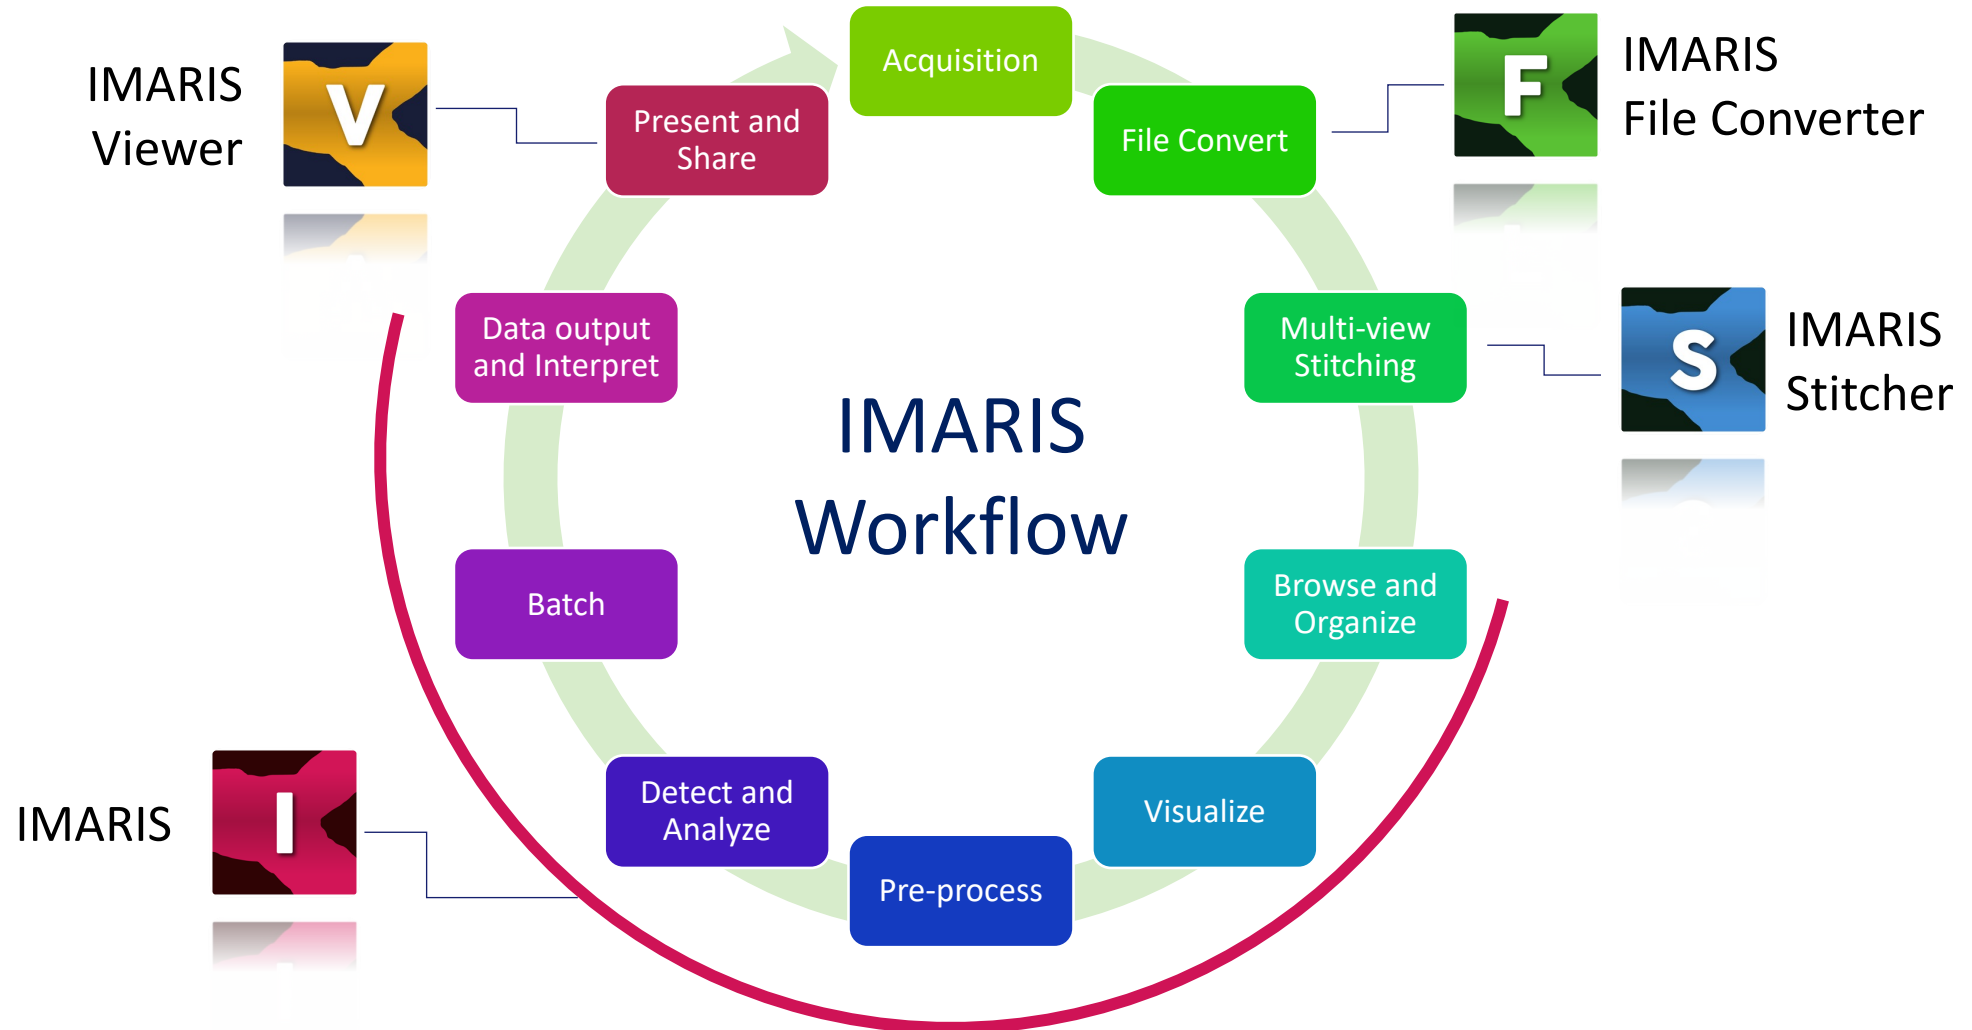 Acquisition
File Convert
Multi-view
Stitching
Browse and
Organize
Visualize
Pre-process
Detect and
Analyze
Batch
Data output
and Interpret
Present and
Share
IMARIS
Workflow
IMARIS
Viewer
V
F
IMARIS
File Converter
S
IMARIS
Stitcher
IMARIS
I